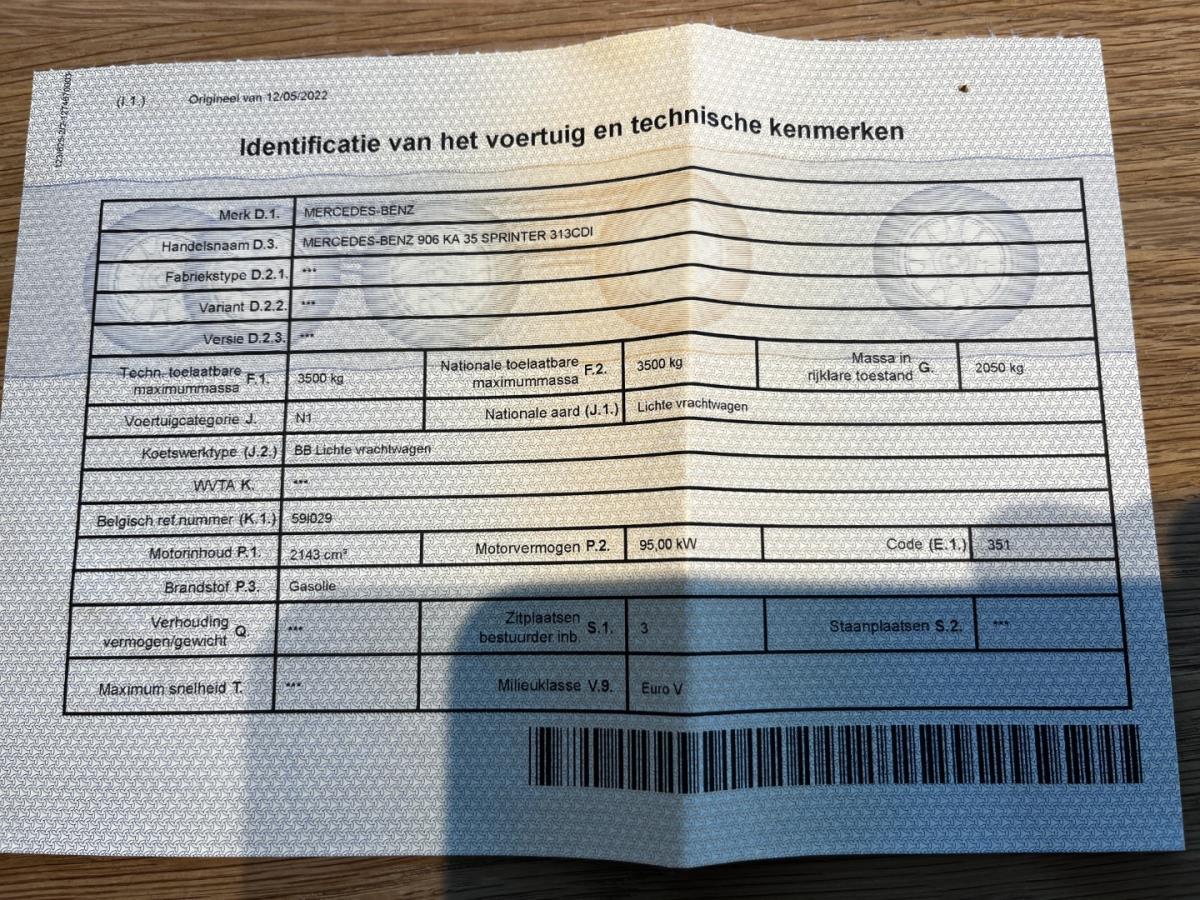 (I.1.) Origineel van 12/05/2022
Identificatie van het voertuig en technische kenmerken
Merk D.1. MERCEDES-BENZ
Handelsnaam D.3. MERCEDES-BENZ 906 KA 35 SPRINTER 313CDI
Fabriekstype D.2.1. ***
Variant D.2.2. ***
Versie D.2.3. ***
Techn. toelaatbare maximummassa F.1. 3500 kg Nationale toelaatbare maximummassa F.2. 3500 kg Massa in rijklare toestand G. 2050 kg
Voertuigcategorie J. N1 Nationale aard (J.1.) Lichte vrachtwagen
Koetswerktype (J.2.) BB Lichte vrachtwagen
WVTA K. ***
Belgisch ref.nummer (K.1.) 59I029
Motorinhoud P.1. 2143 cm³ Motorvermogen P.2. 95,00 kW Code (E.1.) 351
Brandstof P.3. Gasolie
Verhouding vermogen/gewicht Q. *** Zitplaatsen bestuurder inb. S.1. 3 Staanplaatsen S.2. ***
Maximum snelheid T. *** Milieuklasse V.9. Euro V